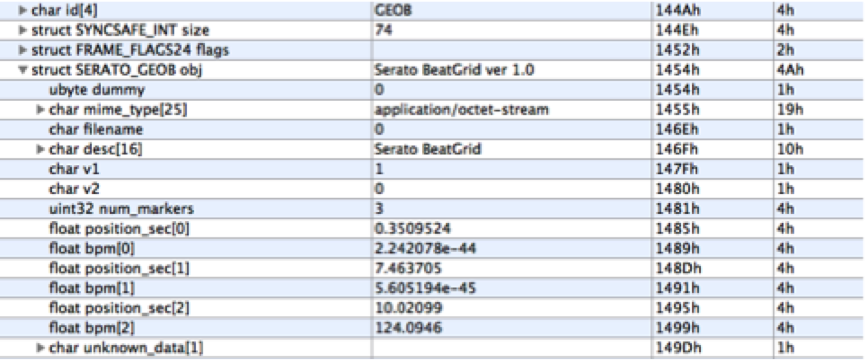 char id[4] GEOB 144Ah 4h
struct SYNCSAFE_INT size 74 144Eh 4h
struct FRAME_FLAGS24 flags 1452h 2h
struct SERATO_GEOB obj Serato BeatGrid ver 1.0 1454h 4Ah
ubyte dummy 0 1454h 1h
char mime_type[25] application/octet-stream 1455h 19h
char filename 0 146Eh 1h
char desc[16] Serato BeatGrid 146Fh 10h
char v1 1 147Fh 1h
char v2 0 1480h 1h
uint32 num_markers 3 1481h 4h
float position_sec[0] 0.3509524 1485h 4h
float bpm[0] 2.242078e-44 1489h 4h
float position_sec[1] 7.463705 148Dh 4h
float bpm[1] 5.605194e-45 1491h 4h
float position_sec[2] 10.02099 1495h 4h
float bpm[2] 124.0946 1499h 4h
char unknown_data[1] 149Dh 1h